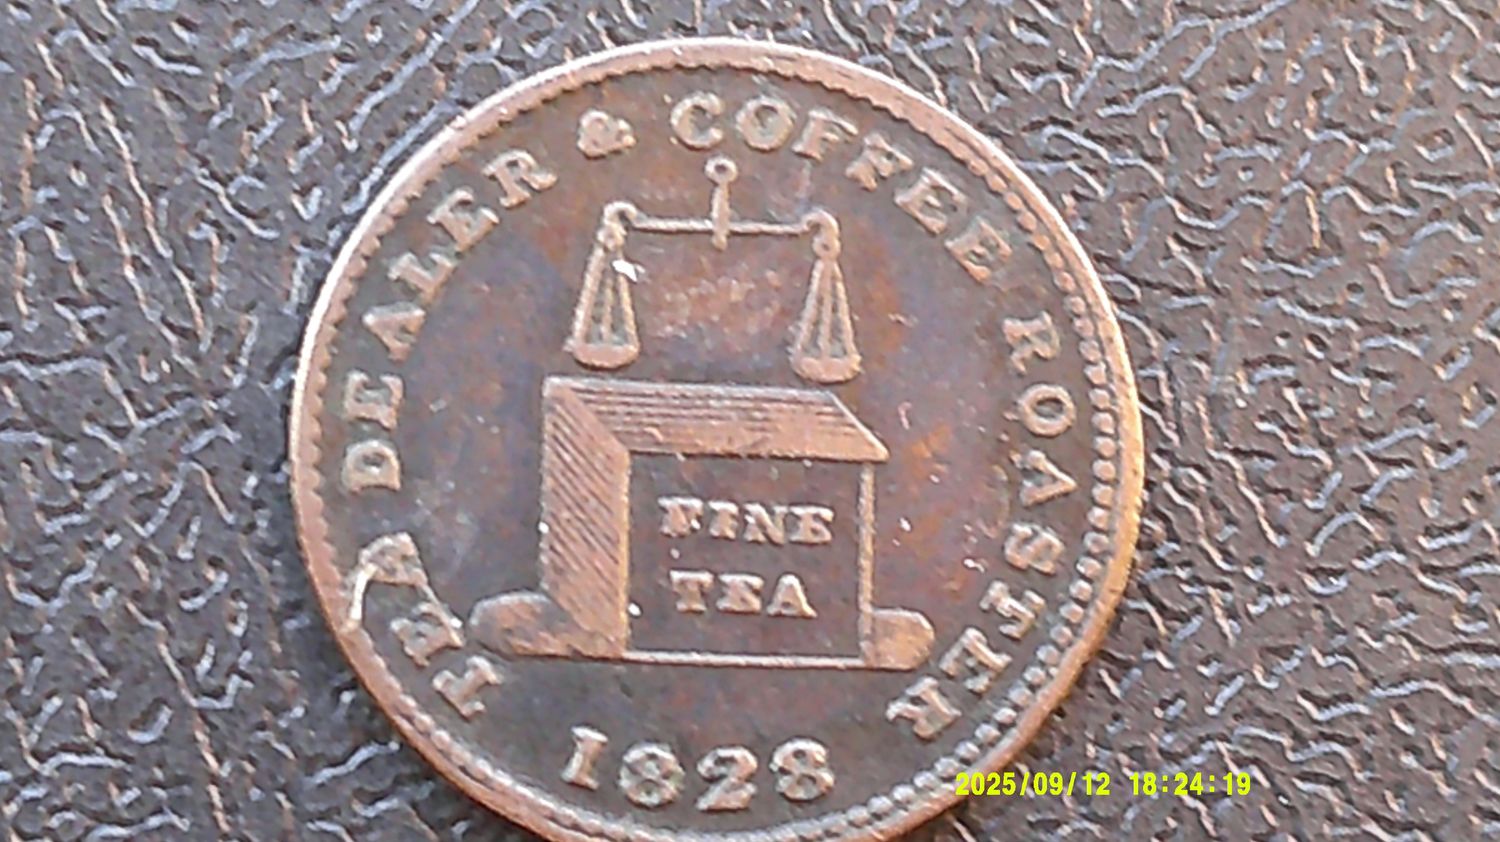 TEA DEALER & COFFEE ROASTER
FINE
TEA
1828
2025/09/12 18:24:19